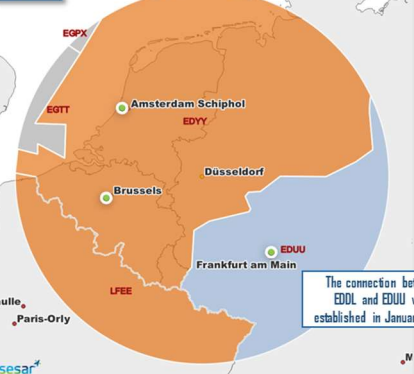 EGPX
EGTT
Amsterdam Schiphol
EDYY
Düsseldorf
Brussels
EDUU
Frankfurt am Main
LFEE
The connection bet
EDDL and EDUU
established in Januar
ulle
Paris-Orly
M
sesar